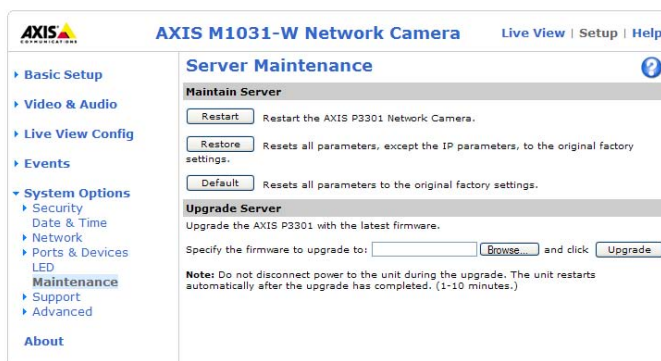 AXIS
COMMUNICATIONS
AXIS M1031-W Network Camera
Live View | Setup | Help
Basic Setup
Video & Audio
Live View Config
Events
System Options
Security
Date & Time
Network
Ports & Devices
LED
Maintenance
Support
Advanced
About
Server Maintenance
?
Maintain Server
Restart Restart the AXIS P3301 Network Camera.
Restore Resets all parameters, except the IP parameters, to the original factory
settings.
Default Resets all parameters to the original factory settings.
Upgrade Server
Upgrade the AXIS P3301 with the latest firmware.
Specify the firmware to upgrade to: Browse... and click Upgrade
Note: Do not disconnect power to the unit during the upgrade. The unit restarts
automatically after the upgrade has completed. (1-10 minutes.)